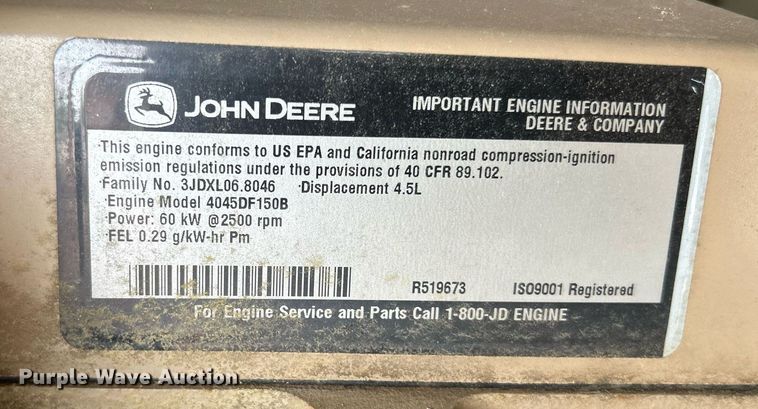 JOHN DEERE
IMPORTANT ENGINE INFORMATION
DEERE & COMPANY
·This engine conforms to US EPA and California nonroad compression-ignition
emission regulations under the provisions of 40 CFR 89.102.
·Family No. 3JDXL06.8046 ·Displacement 4.5L
·Engine Model 4045DF150B
·Power: 60 kW @2500 rpm
·FEL 0.29 g/kW-hr Pm
R519673 ISO9001 Registered
For Engine Service and Parts Call 1-800-JD ENGINE
Purple Wave Auction